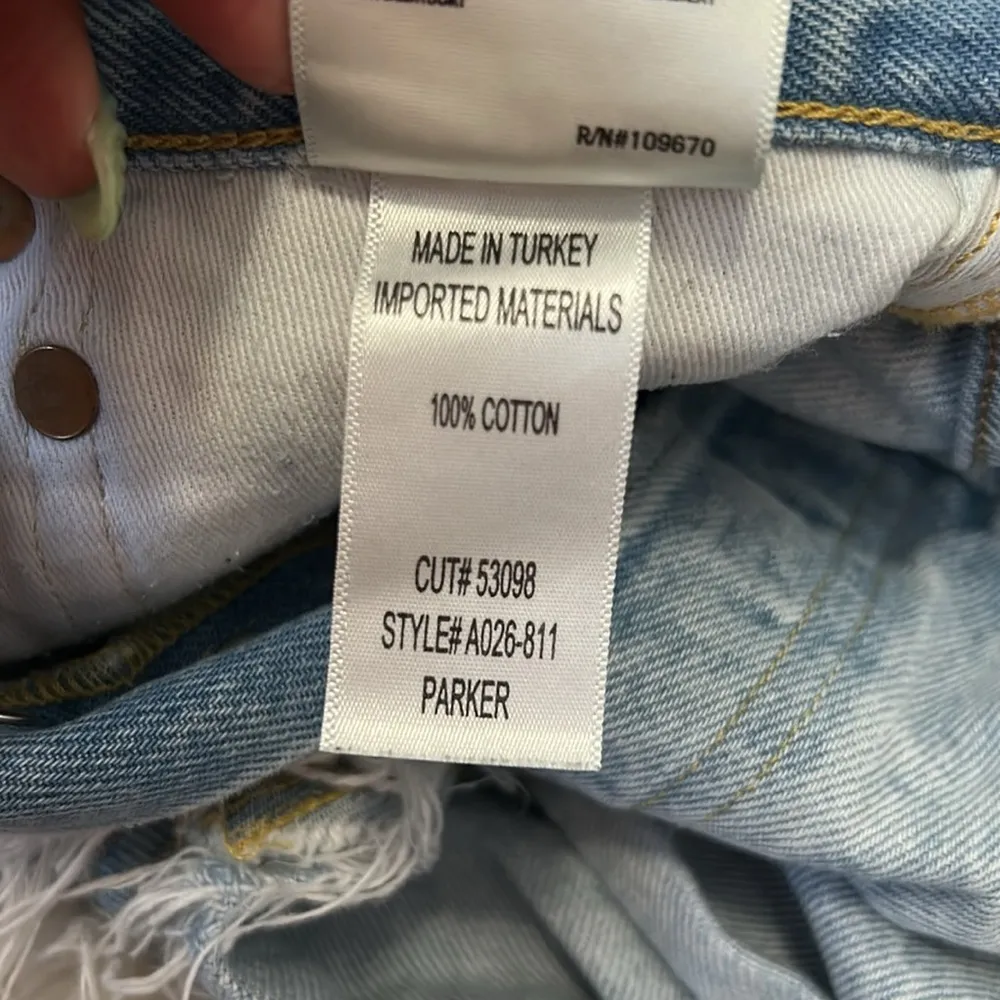 R/N#109670
MADE IN TURKEY
IMPORTED MATERIALS
100% COTTON
CUT# 53098
STYLE# A026-811
PARKER